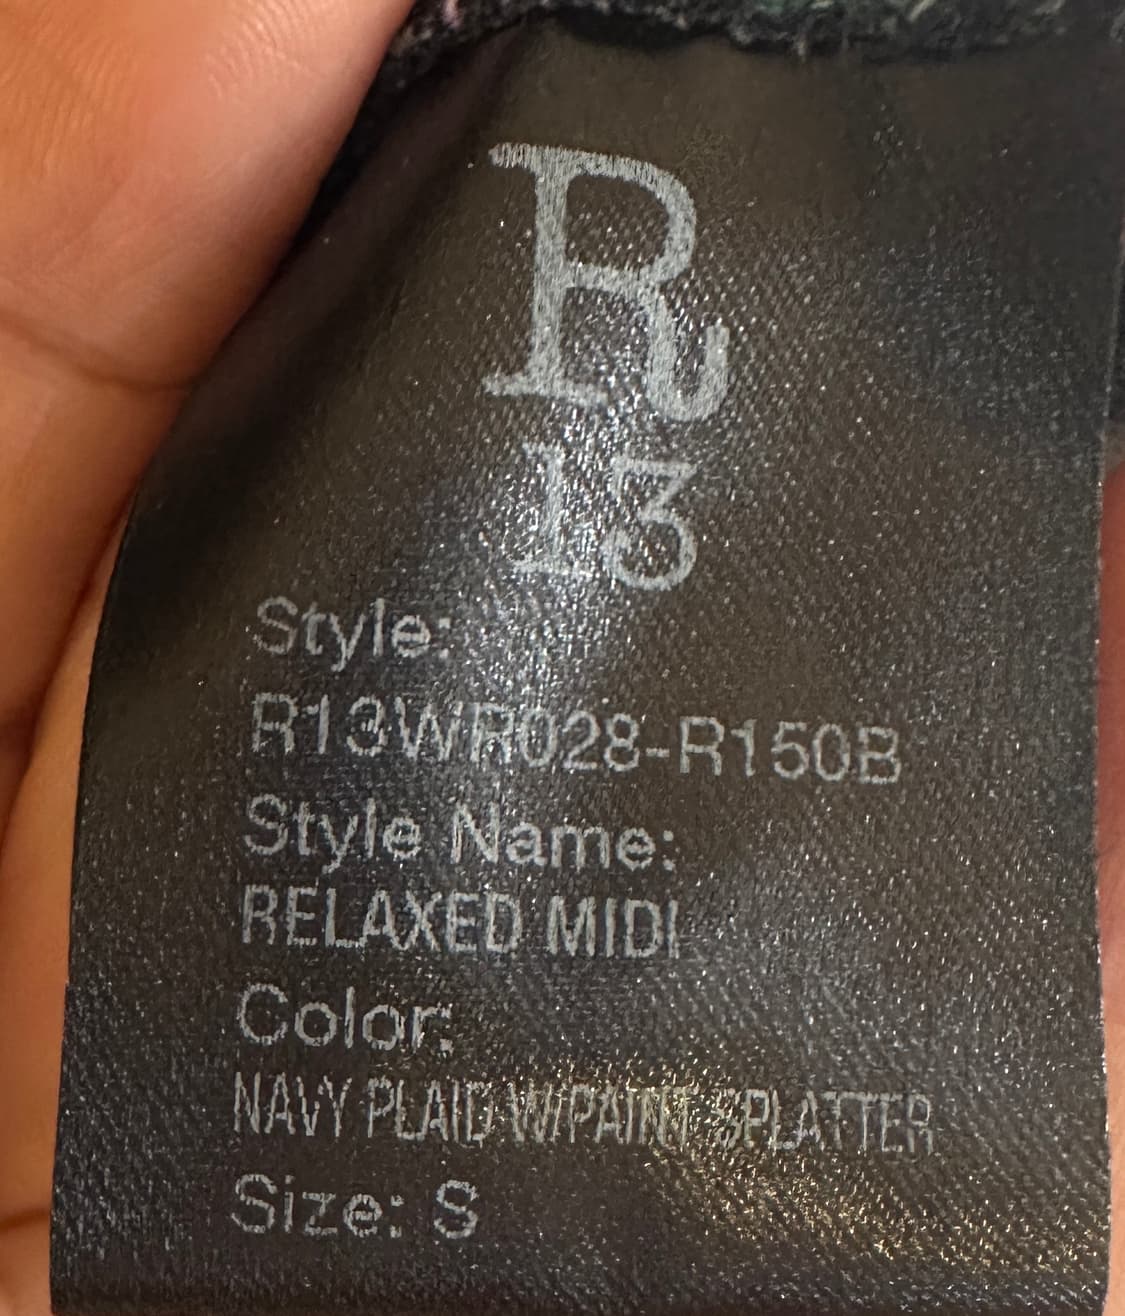 R
13
Style:
R13WR028-R150B
Style Name:
RELAXED MIDI
Color:
NAVY PLAID W/PAINT SPLATTER
Size: S